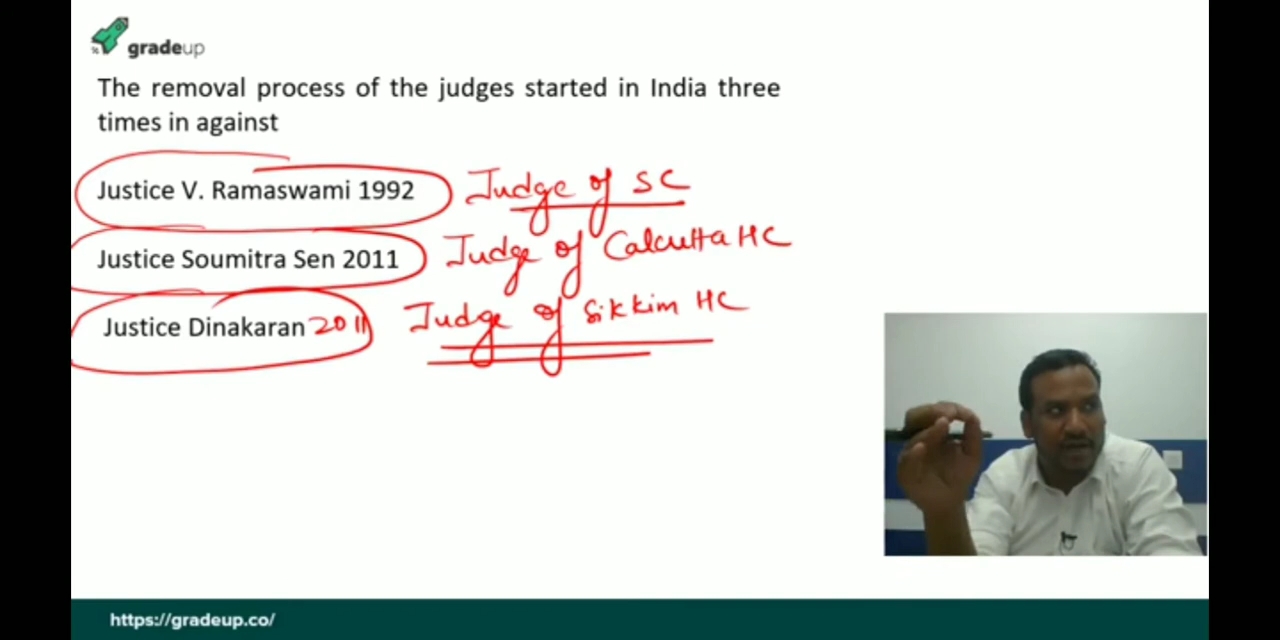 gradeup
The removal process of the judges started in India three
times in against
Justice V. Ramaswami 1992 Judge of SC
Justice Soumitra Sen 2011 Judge of Calcutta HC
Justice Dinakaran 2011 Judge of Sikkim HC
https://gradeup.co/